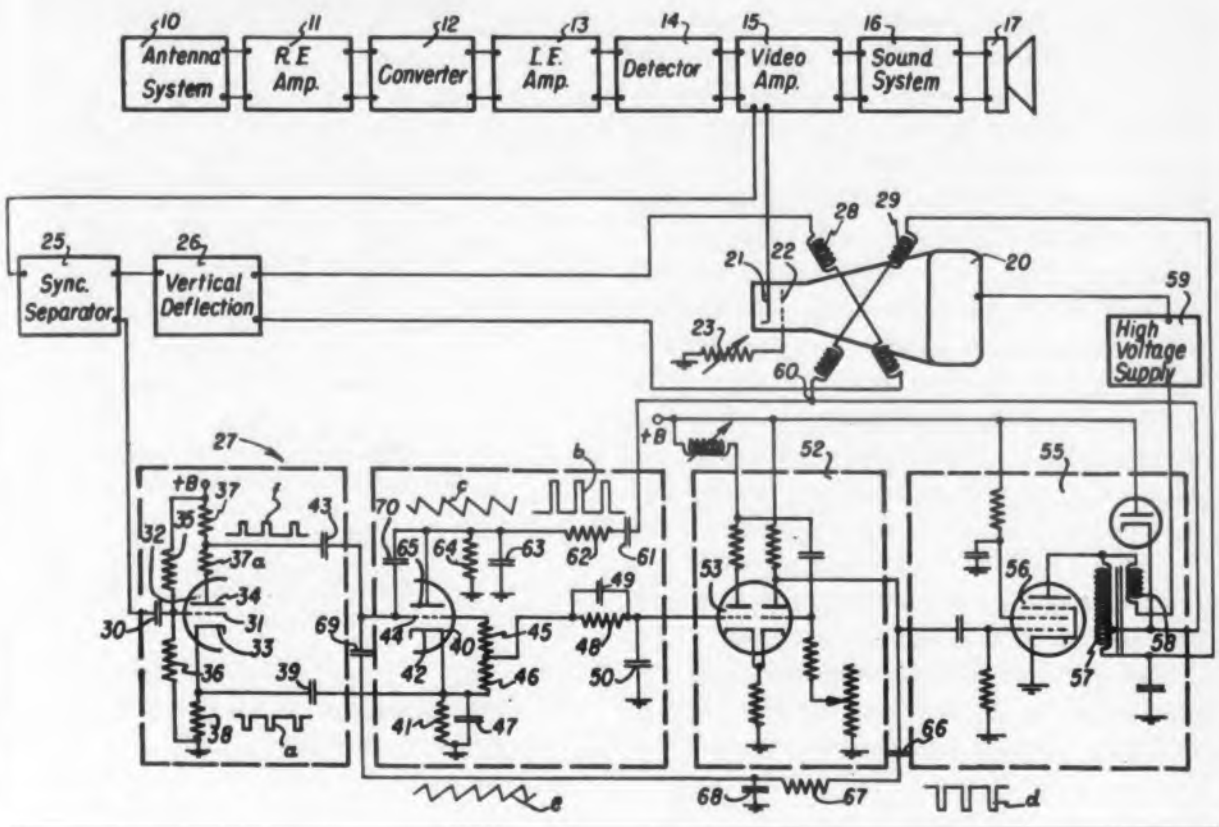 10 11 12 13 14 15 16 17
Antenna System
R.F. Amp.
Converter
I.F. Amp.
Detector
Video Amp.
Sound System
25 26 28 29
Sync. Separator
Vertical Deflection
21 22 20 59
23
High Voltage Supply
60
27 +B b 52 55
+B 37 f 43 c
32 35 70 65 64 63 62 61
37a 34 49 53 56
30 31 44 40 45 48 58
33 69 42 57
36 39 46 50
38 a 41 47 66
e 68 67 d